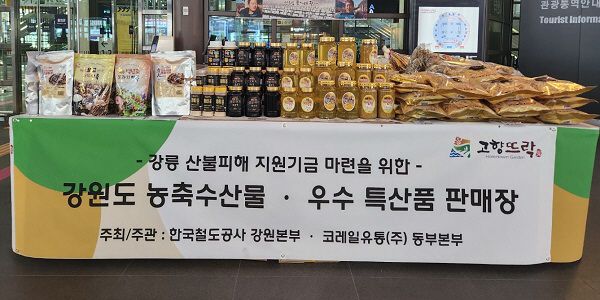 관광통역안내
Tourist Informa
고향뜨락
- 강릉 산불피해 지원기금 마련을 위한 -
강원도 농축수산물 · 우수 특산품 판매장
주최/주관 : 한국철도공사 강원본부 · 코레일유통(주) 동부본부